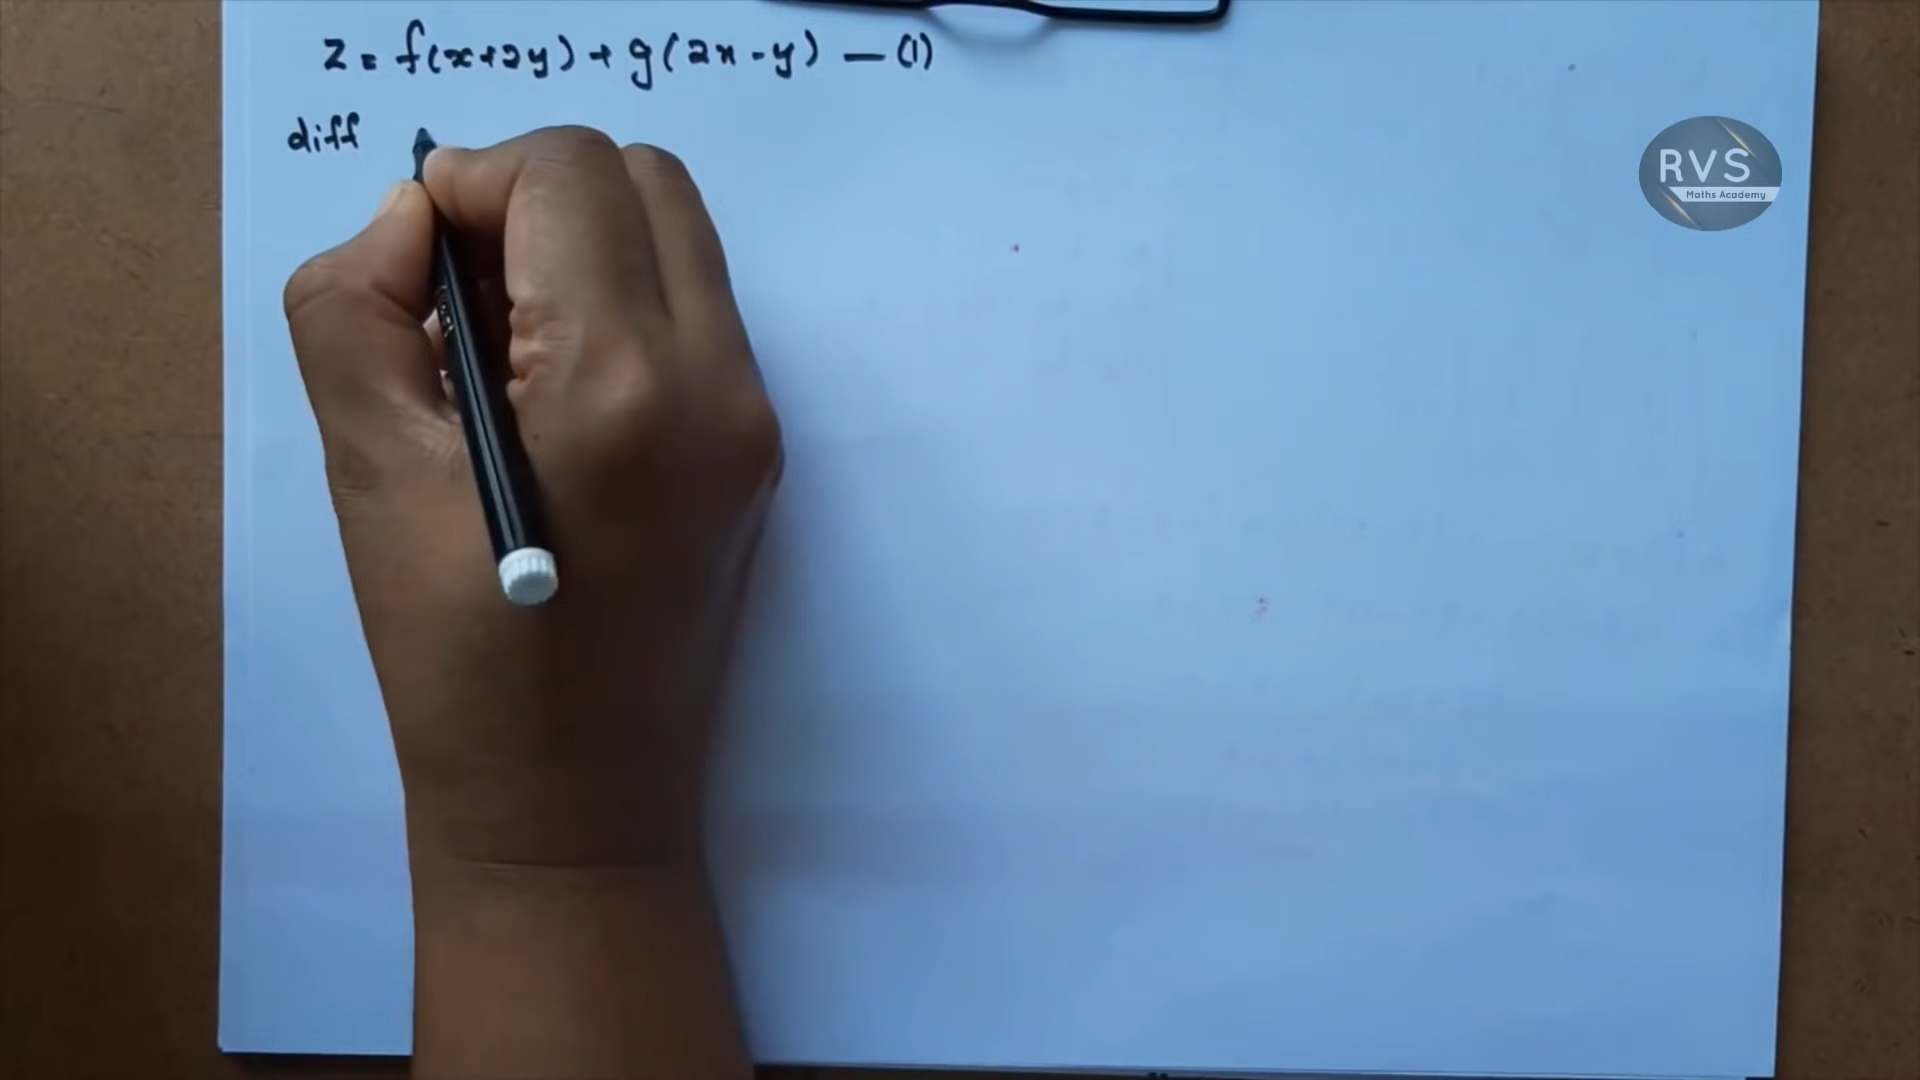 z = f(x+2y) + g(2x-y) — (1)
diff
RVS
Maths Academy